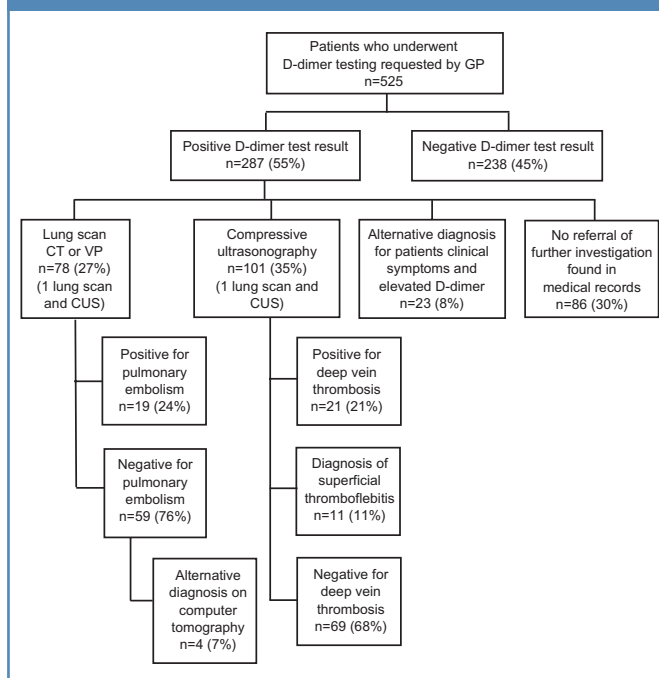 Patients who underwent
D-dimer testing requested by GP
n=525
Positive D-dimer test result
n=287 (55%)
Negative D-dimer test result
n=238 (45%)
Lung scan
CT or VP
n=78 (27%)
(1 lung scan
and CUS)
Compressive
ultrasonography
n=101 (35%)
(1 lung scan and
CUS)
Alternative diagnosis
for patients clinical
symptoms and
elevated D-dimer
n=23 (8%)
No referral of
further investigation
found in
medical records
n=86 (30%)
Positive for
pulmonary
embolism
n=19 (24%)
Positive for
deep vein
thrombosis
n=21 (21%)
Negative for
pulmonary
embolism
n=59 (76%)
Diagnosis of
superficial
thromboflebitis
n=11 (11%)
Alternative
diagnosis on
computer
tomography
n=4 (7%)
Negative for
deep vein
thrombosis
n=69 (68%)